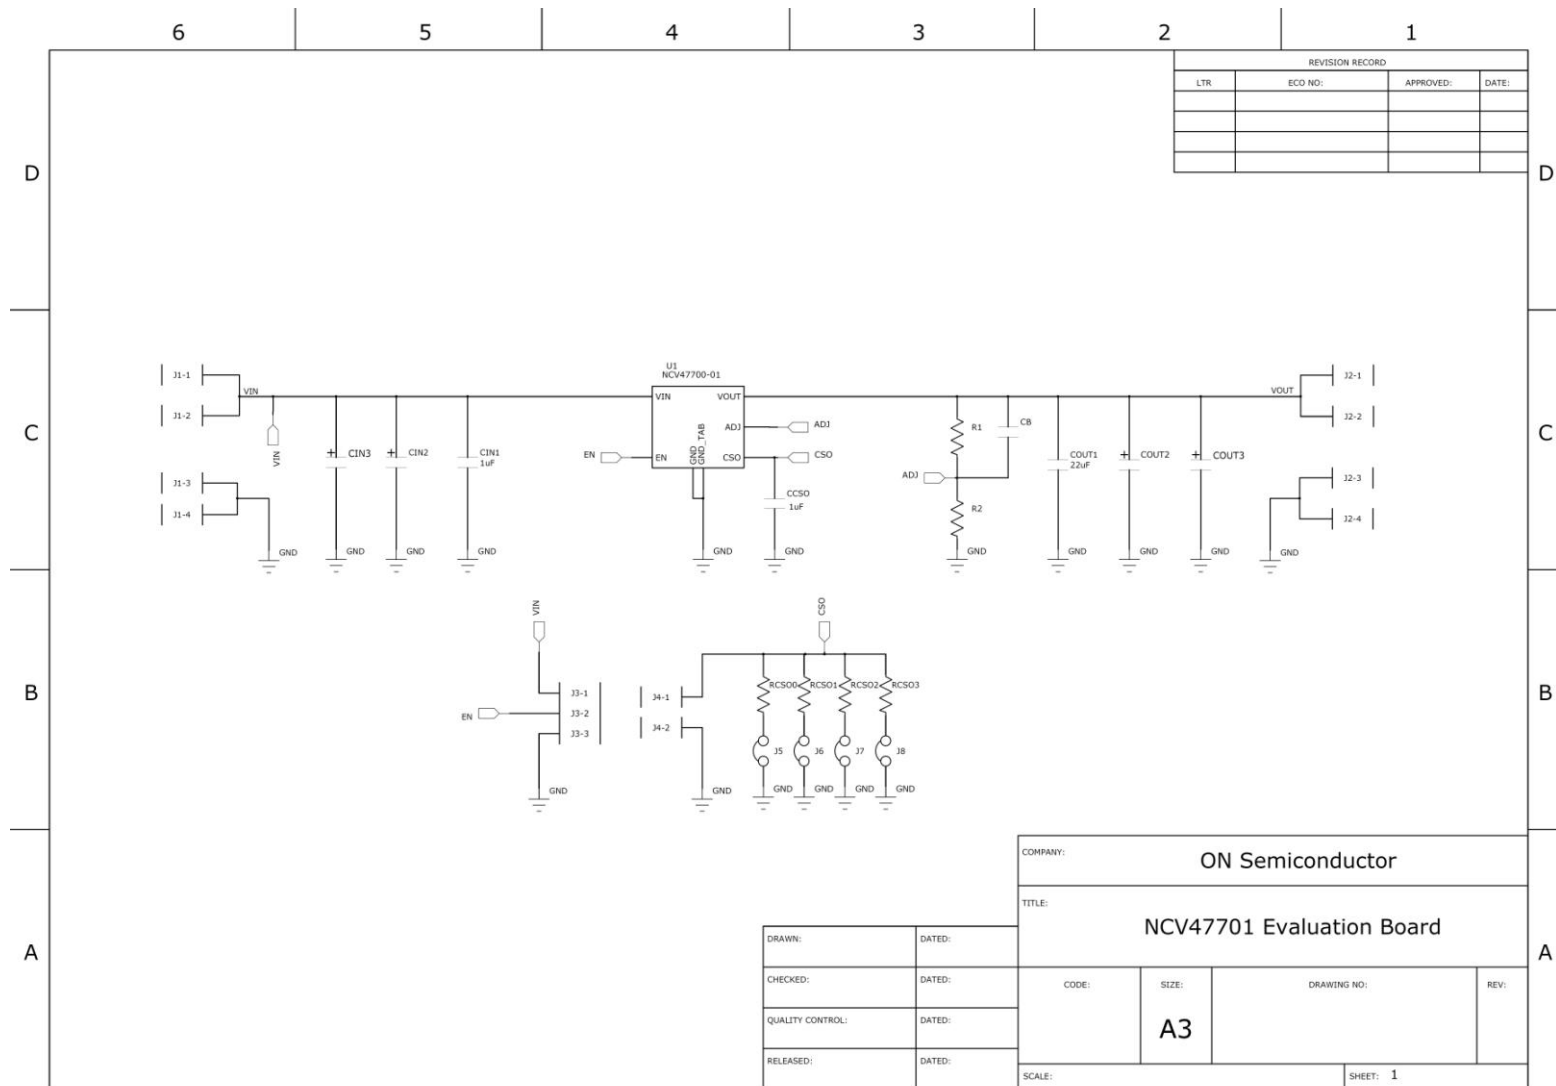 6 5 4 3 2 1
REVISION RECORD
LTR ECO NO: APPROVED: DATE:
D D
U1
NCV47700-01
J1-1 J2-1
VIN VOUT
VIN VOUT
J1-2 J2-2
ADJ ADJ
R1 CB
C C
GND
GND_TAB
VIN
CIN3 CIN2 CIN1
1uF
EN EN CSO CSO
COUT1
22uF
COUT2 COUT3
ADJ
J1-3 J2-3
CCSO
1uF
R2
J1-4 J2-4
GND GND GND GND GND GND GND GND GND GND GND
VIN CSO
B B
RCSO0 RCSO1 RCSO2 RCSO3
J3-1 J4-1
EN J3-2
J3-3 J4-2
J5 J6 J7 J8
GND GND GND GND GND GND
COMPANY:
ON Semiconductor
TITLE:
NCV47701 Evaluation Board
A A
DRAWN: DATED:
CHECKED: DATED:
QUALITY CONTROL: DATED:
RELEASED: DATED:
CODE: SIZE: DRAWING NO: REV:
A3
SCALE: SHEET: 1